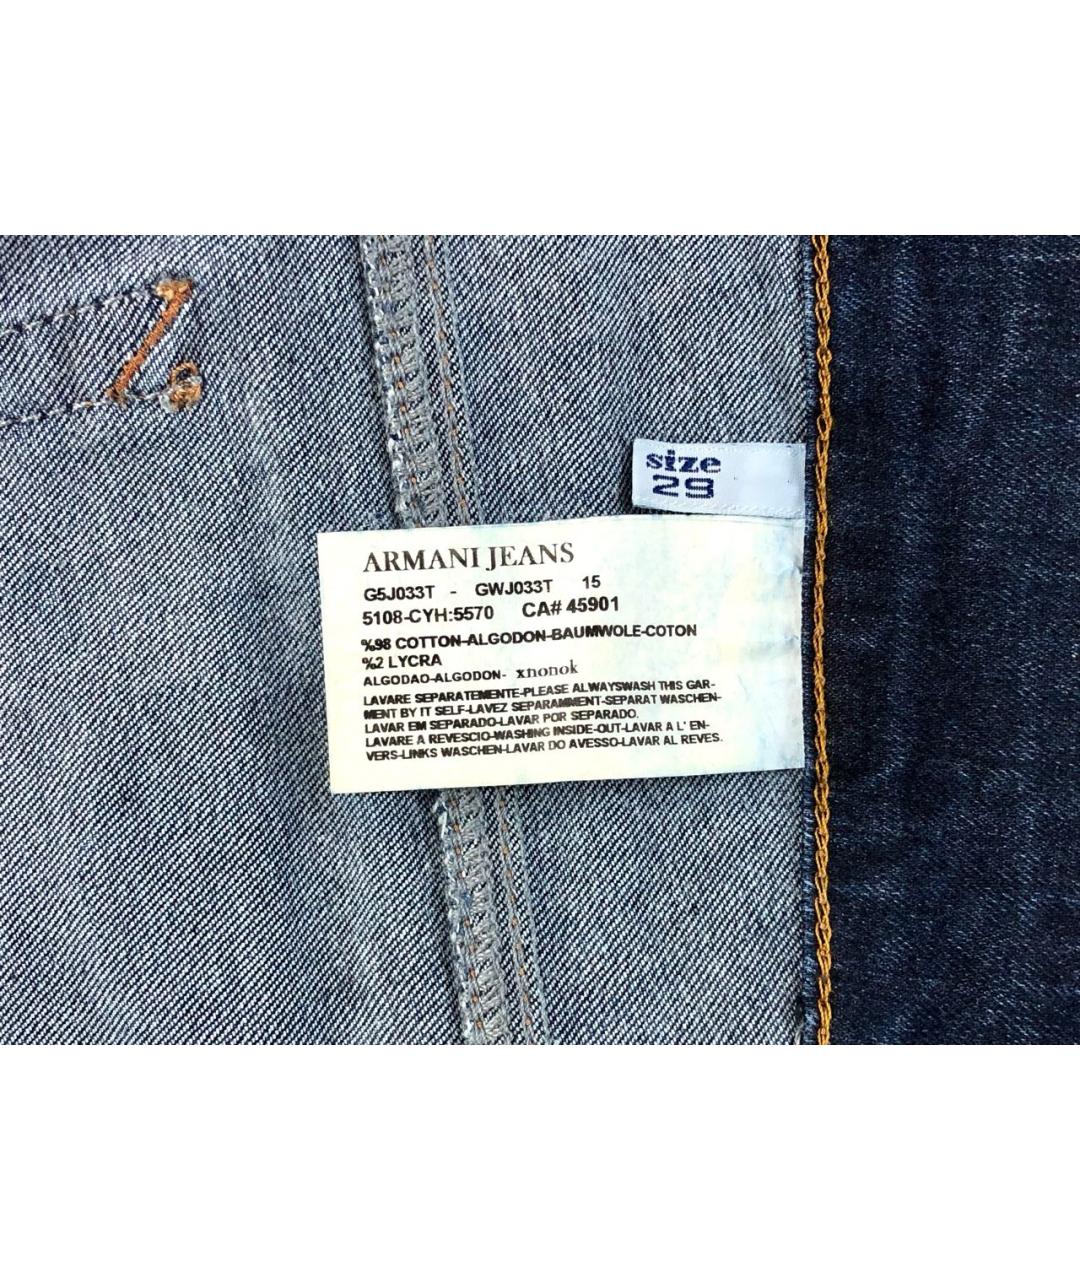 size
29
ARMANI JEANS
G5J033T - GWJ033T 15
5108-CYH:5570 CA# 45901
%98 COTTON-ALGODON-BAUMWOLE-COTON
%2 LYCRA
ALGODAO-ALGODON- xnonok
LAVARE SEPARATEMENTE-PLEASE ALWAYSWASH THIS GAR-
MENT BY IT SELF-LAVEZ SEPARAMMENT-SEPARAT WASCHEN-
LAVAR EM SEPARADO-LAVAR POR SEPARADO.
LAVARE A REVESCIO-WASHING INSIDE-OUT-LAVAR A L' EN-
VERS-LINKS WASCHEN-LAVAR DO AVESSO-LAVAR AL REVES.